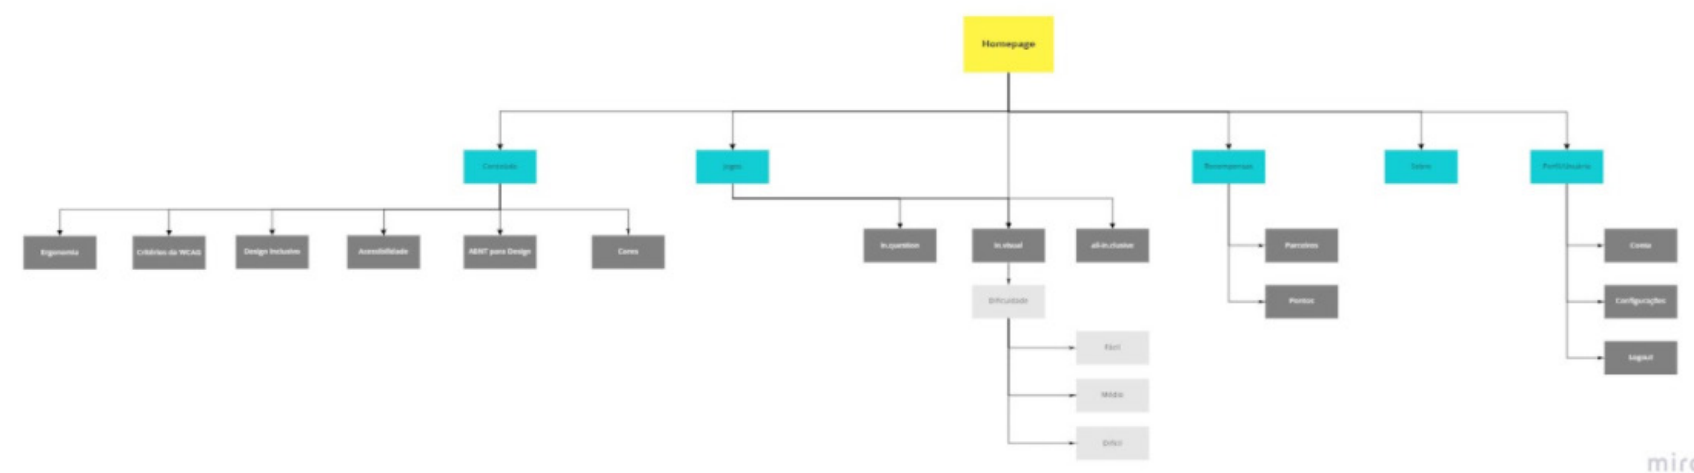 Homepage
Conteúdo
Jogos
Recompensas
Sobre
Perfil/Usuário
Ergonomia
Critérios da WCAG
Design Inclusivo
Acessibilidade
ABNT para Design
Cores
in.question
in.visual
all-in.clusive
Parceiros
Conta
Dificuldade
Pontos
Configurações
Fácil
Logout
Médio
Difícil
miro